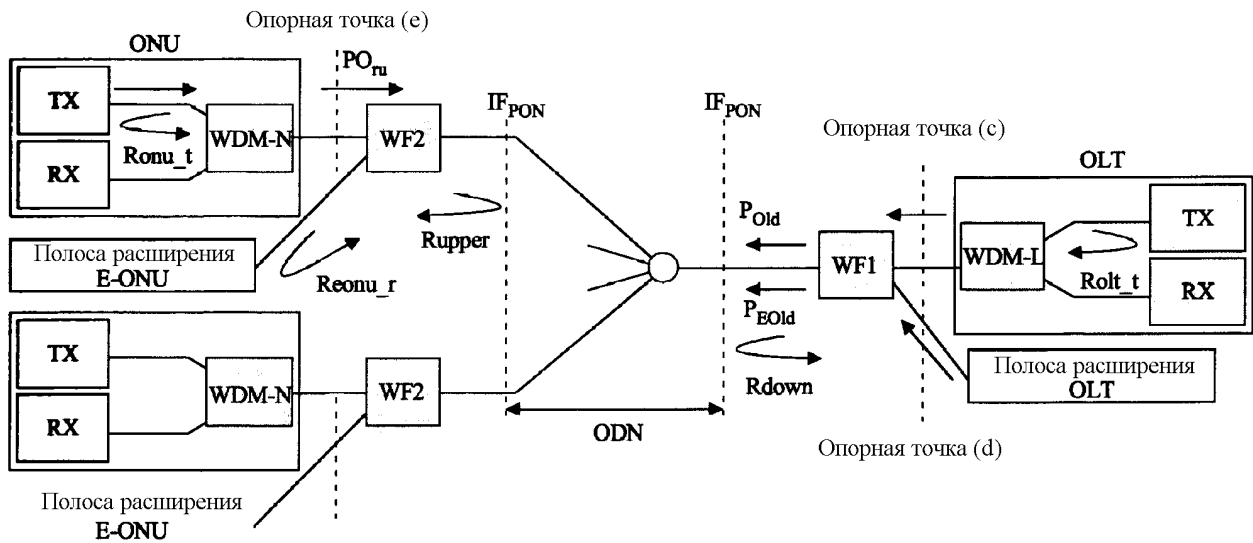 Опорная точка (e)
ONU
PO_ru
TX
WDM-N
Ronu_t
RX
WF2
IF_PON
IF_PON
Опорная точка (c)
OLT
Полоса расширения
E-ONU
Rupper
Reonu_r
P_Old
WF1
P_EOld
Rdown
WDM-L
TX
Rolt_t
RX
Полоса расширения
OLT
TX
WDM-N
RX
WF2
ODN
Опорная точка (d)
Полоса расширения
E-ONU